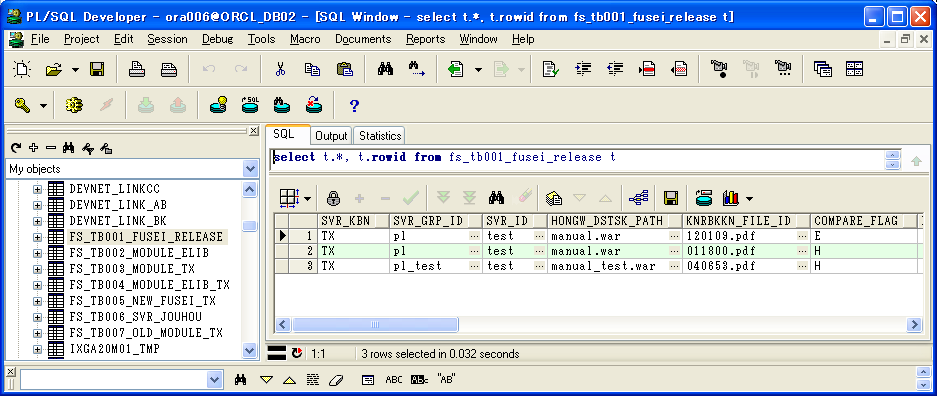 PL/SQL Developer - ora006@ORCL_DB02 - [SQL Window - select t.*, t.rowid from fs_tb001_fusei_release t]
File Project Edit Session Debug Tools Macro Documents Reports Window Help
SQL Output Statistics
select t.*, t.rowid from fs_tb001_fusei_release t
My objects
DEVNET_LINKCC
DEVNET_LINK_AB
DEVNET_LINK_BK
FS_TB001_FUSEI_RELEASE
FS_TB002_MODULE_ELIB
FS_TB003_MODULE_TX
FS_TB004_MODULE_ELIB_TX
FS_TB005_NEW_FUSEI_TX
FS_TB006_SVR_JOUHOU
FS_TB007_OLD_MODULE_TX
IXGA20M01_TMP
SVR_KBN SVR_GRP_ID SVR_ID HONGW_DSTSK_PATH KNRBKKN_FILE_ID COMPARE_FLAG
1 TX pl ... test ... manual.war ... 120109.pdf ... E
2 TX pl ... test ... manual.war ... 011800.pdf ... H
3 TX pl_test ... test ... manual_test.war ... 040653.pdf ... H
1:1 3 rows selected in 0.032 seconds
ABC ABc "AB"